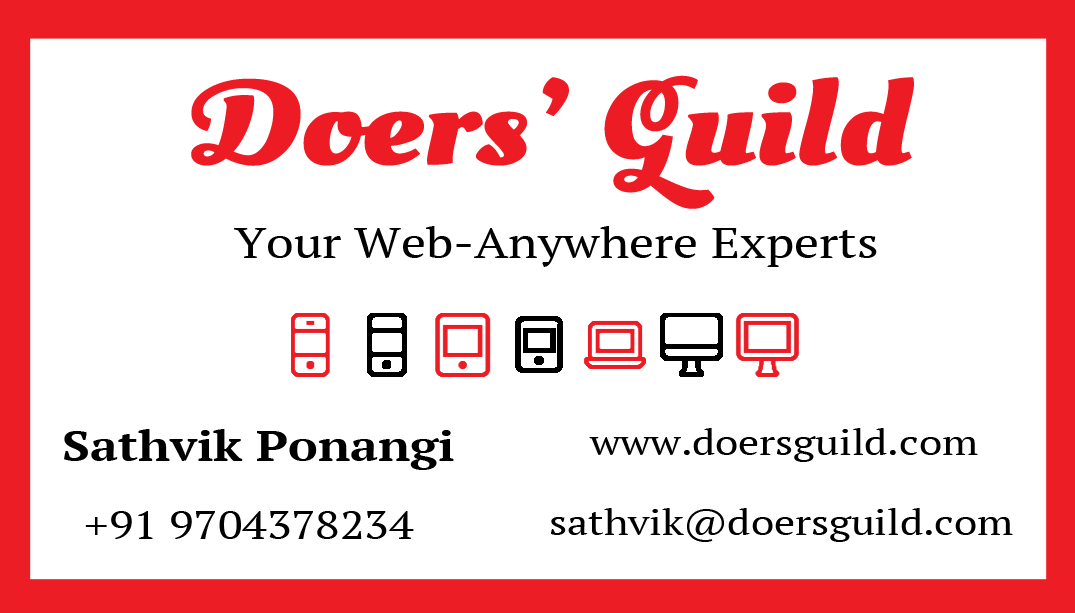 Doers’ Guild
Your Web-Anywhere Experts
Sathvik Ponangi
www.doersguild.com
+91 9704378234
sathvik@doersguild.com